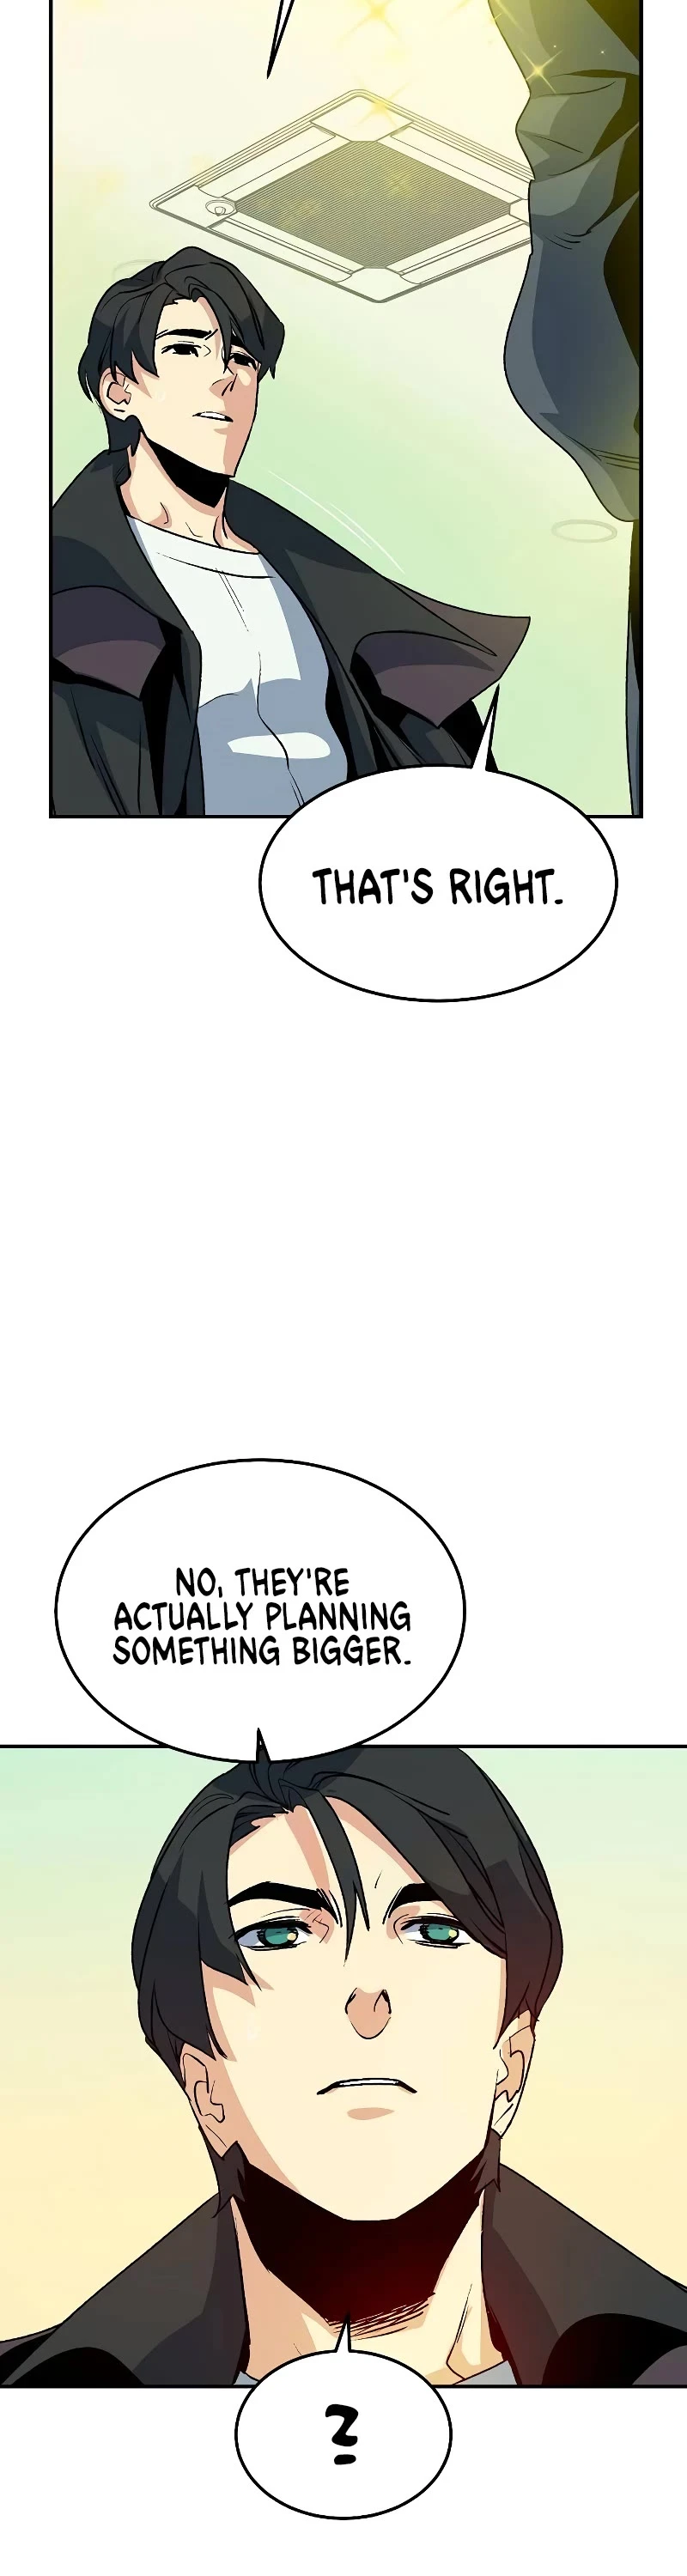 THAT'S RIGHT.
NO, THEY'RE
ACTUALLY PLANNING
SOMETHING BIGGER.
?